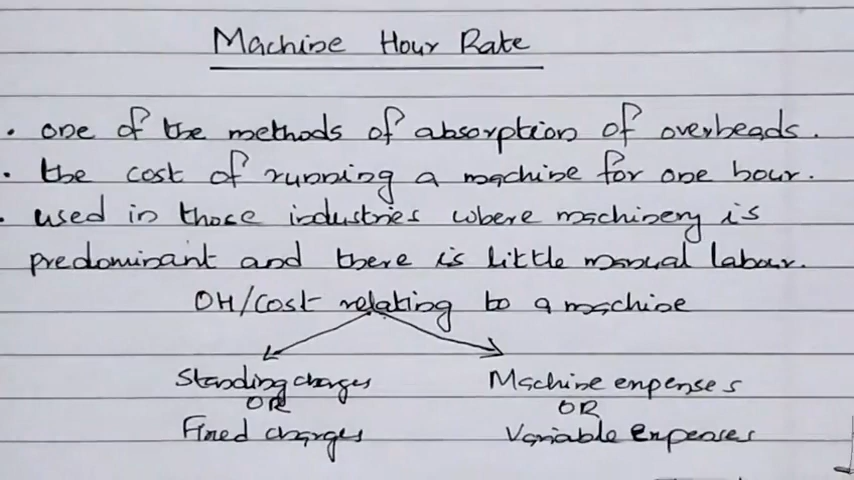 Machine Hour Rate
• one of the methods of absorption of overheads.
• the cost of running a machine for one hour.
• used in those industries where machinery is
predominant and there is little manual labour.
OH/cost relating to a machine
Standing charges Machine expenses
OR OR
Fixed charges Variable expenses